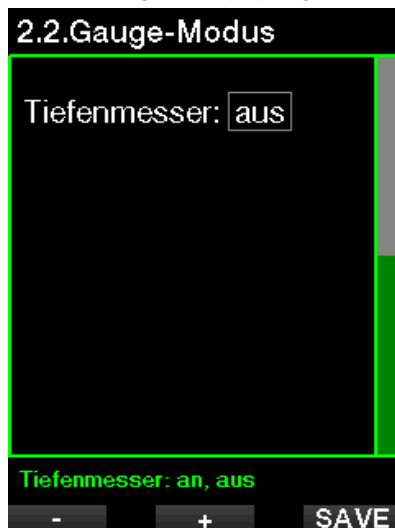 2.2.Gauge-Modus
Tiefenmesser: aus
Tiefenmesser: an, aus
- + SAVE